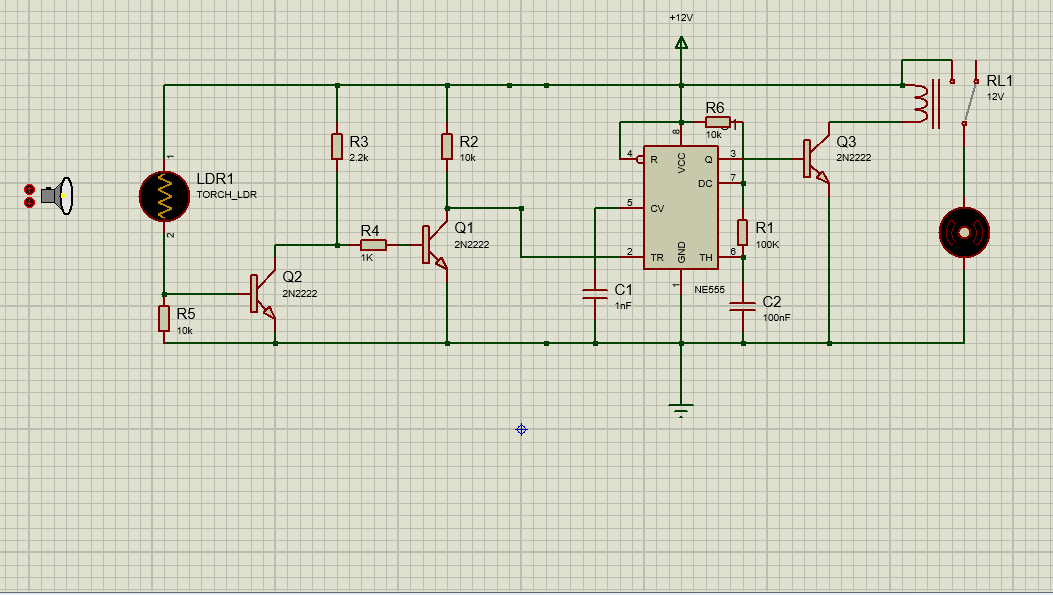 +12V
RL1
12V
R6
10k
1
R3
2.2k
R2
10k
Q3
2N2222
8
4
R
VCC
Q
3
DC
7
1
LDR1
TORCH_LDR
2
5
CV
R4
1K
Q1
2N2222
R1
100K
2
TR
GND
TH
6
1
NE555
Q2
2N2222
C1
1nF
C2
100nF
R5
10k